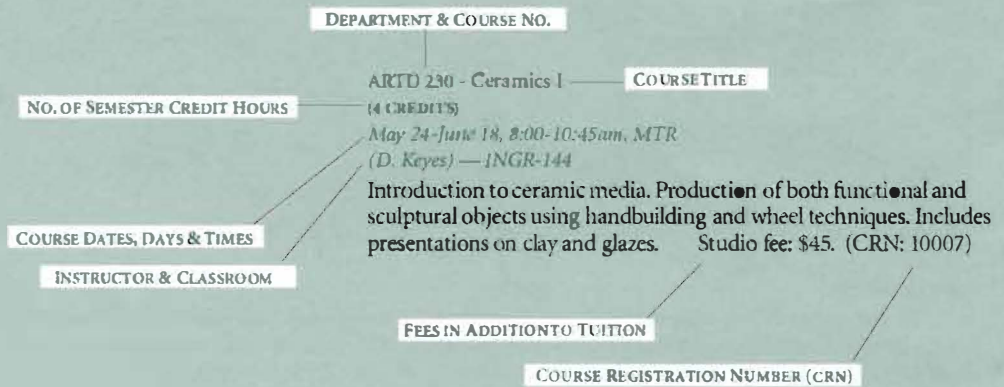 DEPARTMENT & COURSE NO.
ARTD 230 - Ceramics I
COURSE TITLE
NO. OF SEMESTER CREDIT HOURS
(4 CREDITS)
May 24-June 18, 8:00-10:45am, MTR
(D. Keyes) — INGR-144
Introduction to ceramic media. Production of both functional and
sculptural objects using handbuilding and wheel techniques. Includes
COURSE DATES, DAYS & TIMES
presentations on clay and glazes. Studio fee: $45. (CRN: 10007)
INSTRUCTOR & CLASSROOM
FEES IN ADDITION TO TUITION
COURSE REGISTRATION NUMBER (CRN)